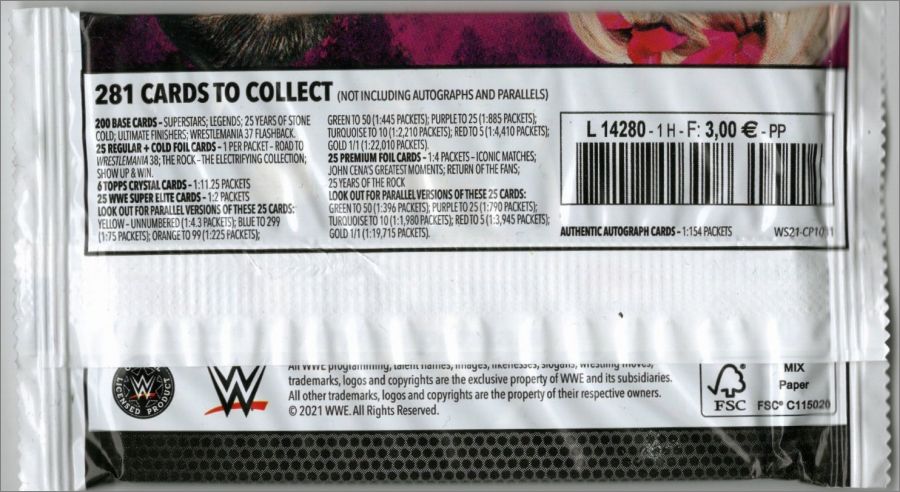 281 CARDS TO COLLECT (NOT INCLUDING AUTOGRAPHS AND PARALLELS)
200 BASE CARDS – SUPERSTARS; LEGENDS; 25 YEARS OF STONE
COLD; ULTIMATE FINISHERS; WRESTLEMANIA 37 FLASHBACK.
25 REGULAR + COLD FOIL CARDS – 1 PER PACKET – ROAD TO
WRESTLEMANIA 38; THE ROCK – THE ELECTRIFYING COLLECTION;
SHOW UP & WIN.
6 TOPPS CRYSTAL CARDS – 1:11.25 PACKETS
25 WWE SUPER ELITE CARDS – 1:2 PACKETS
LOOK OUT FOR PARALLEL VERSIONS OF THESE 25 CARDS:
YELLOW – UNNUMBERED (1:4.3 PACKETS); BLUE TO 299
(1:75 PACKETS); ORANGE TO 99 (1:225 PACKETS);
GREEN TO 50 (1:445 PACKETS); PURPLE TO 25 (1:885 PACKETS);
TURQUOISE TO 10 (1:2,210 PACKETS); RED TO 5 (1:4,410 PACKETS);
GOLD 1/1 (1:22,010 PACKETS).
25 PREMIUM FOIL CARDS – 1:4 PACKETS – ICONIC MATCHES;
JOHN CENA'S GREATEST MOMENTS; RETURN OF THE FANS;
25 YEARS OF THE ROCK
LOOK OUT FOR PARALLEL VERSIONS OF THESE 25 CARDS:
GREEN TO 50 (1:396 PACKETS); PURPLE TO 25 (1:790 PACKETS);
TURQUOISE TO 10 (1:1,980 PACKETS); RED TO 5 (1:3,945 PACKETS);
GOLD 1/1 (1:19,715 PACKETS).
L 14280 - 1 H - F: 3,00 € - PP
AUTHENTIC AUTOGRAPH CARDS – 1:154 PACKETS
LICENSED PRODUCT
W
W
All WWE programming, talent names, images, likenesses, slogans, wrestling moves,
trademarks, logos and copyrights are the exclusive property of WWE and its subsidiaries.
All other trademarks, logos and copyrights are the property of their respective owners.
© 2021 WWE. All Rights Reserved.
FSC
MIX
Paper
FSC® C115020